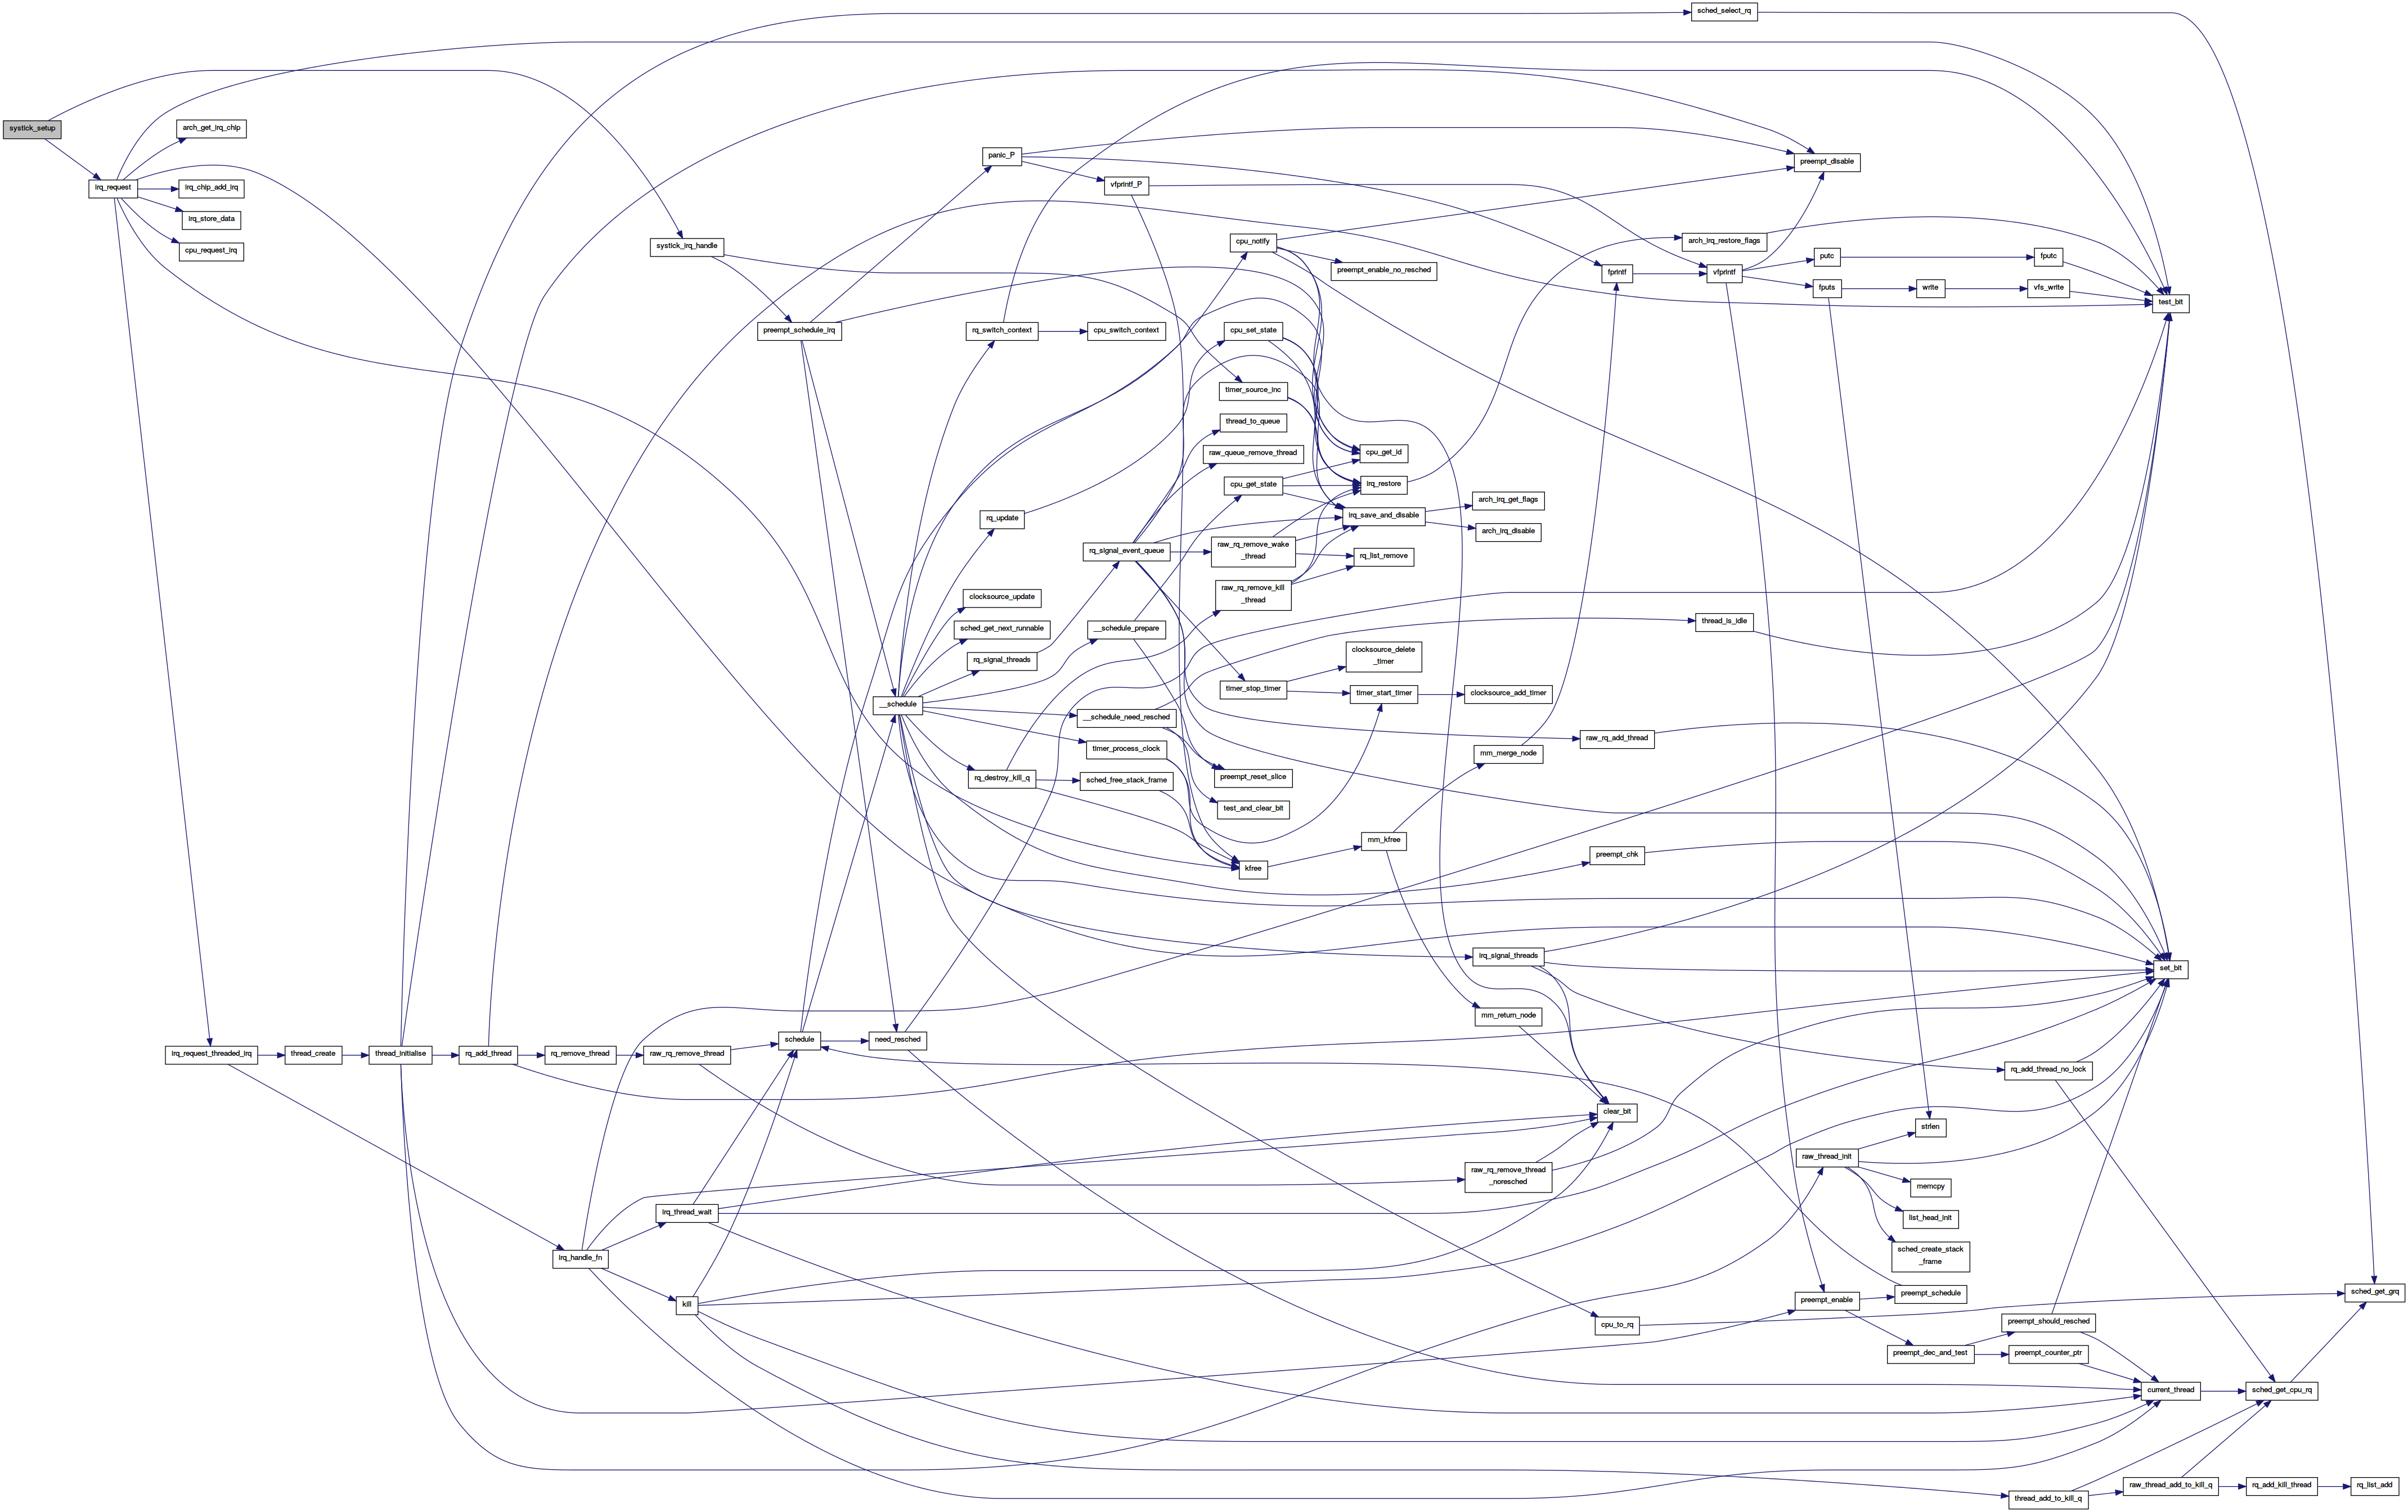 sched_select_rq
systick_setup
arch_get_irq_chip
irq_request
irq_chip_add_irq
irq_store_data
cpu_request_irq
systick_irq_handle
panic_P
vfprintf_P
preempt_disable
cpu_notify
preempt_enable_no_resched
arch_irq_restore_flags
fprintf
vfprintf
putc
fputc
fputs
write
vfs_write
test_bit
preempt_schedule_irq
rq_switch_context
cpu_switch_context
cpu_set_state
timer_source_inc
thread_to_queue
raw_queue_remove_thread
cpu_get_id
cpu_get_state
irq_restore
arch_irq_get_flags
rq_update
irq_save_and_disable
arch_irq_disable
rq_signal_event_queue
raw_rq_remove_wake
_thread
rq_list_remove
raw_rq_remove_kill
_thread
clocksource_update
sched_get_next_runnable
__schedule_prepare
thread_is_idle
rq_signal_threads
clocksource_delete
_timer
timer_stop_timer
timer_start_timer
clocksource_add_timer
__schedule
__schedule_need_resched
raw_rq_add_thread
timer_process_clock
mm_merge_node
rq_destroy_kill_q
sched_free_stack_frame
preempt_reset_slice
test_and_clear_bit
mm_kfree
preempt_chk
kfree
irq_signal_threads
set_bit
mm_return_node
irq_request_threaded_irq
thread_create
thread_initialise
rq_add_thread
rq_remove_thread
raw_rq_remove_thread
schedule
need_resched
rq_add_thread_no_lock
clear_bit
strlen
raw_thread_init
raw_rq_remove_thread
_noresched
memcpy
list_head_init
irq_thread_wait
sched_create_stack
_frame
irq_handle_fn
kill
preempt_enable
preempt_schedule
sched_get_grq
cpu_to_rq
preempt_should_resched
preempt_dec_and_test
preempt_counter_ptr
current_thread
sched_get_cpu_rq
thread_add_to_kill_q
raw_thread_add_to_kill_q
rq_add_kill_thread
rq_list_add